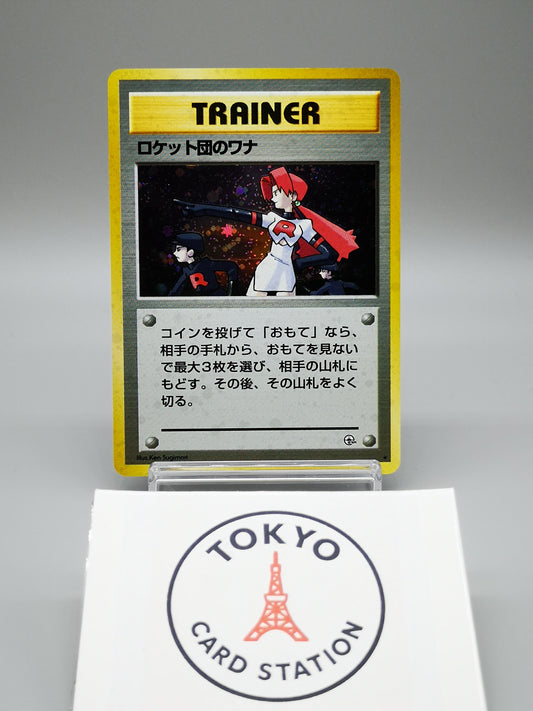 TRAINER
ロケット団のワナ
R
R
コインを投げて「おもて」なら、
相手の手札から、おもてを見ない
で最大3枚を選び、相手の山札に
もどす。その後、その山札をよく
切る。
Illus. Ken Sugimori
TOKYO
CARD STATION